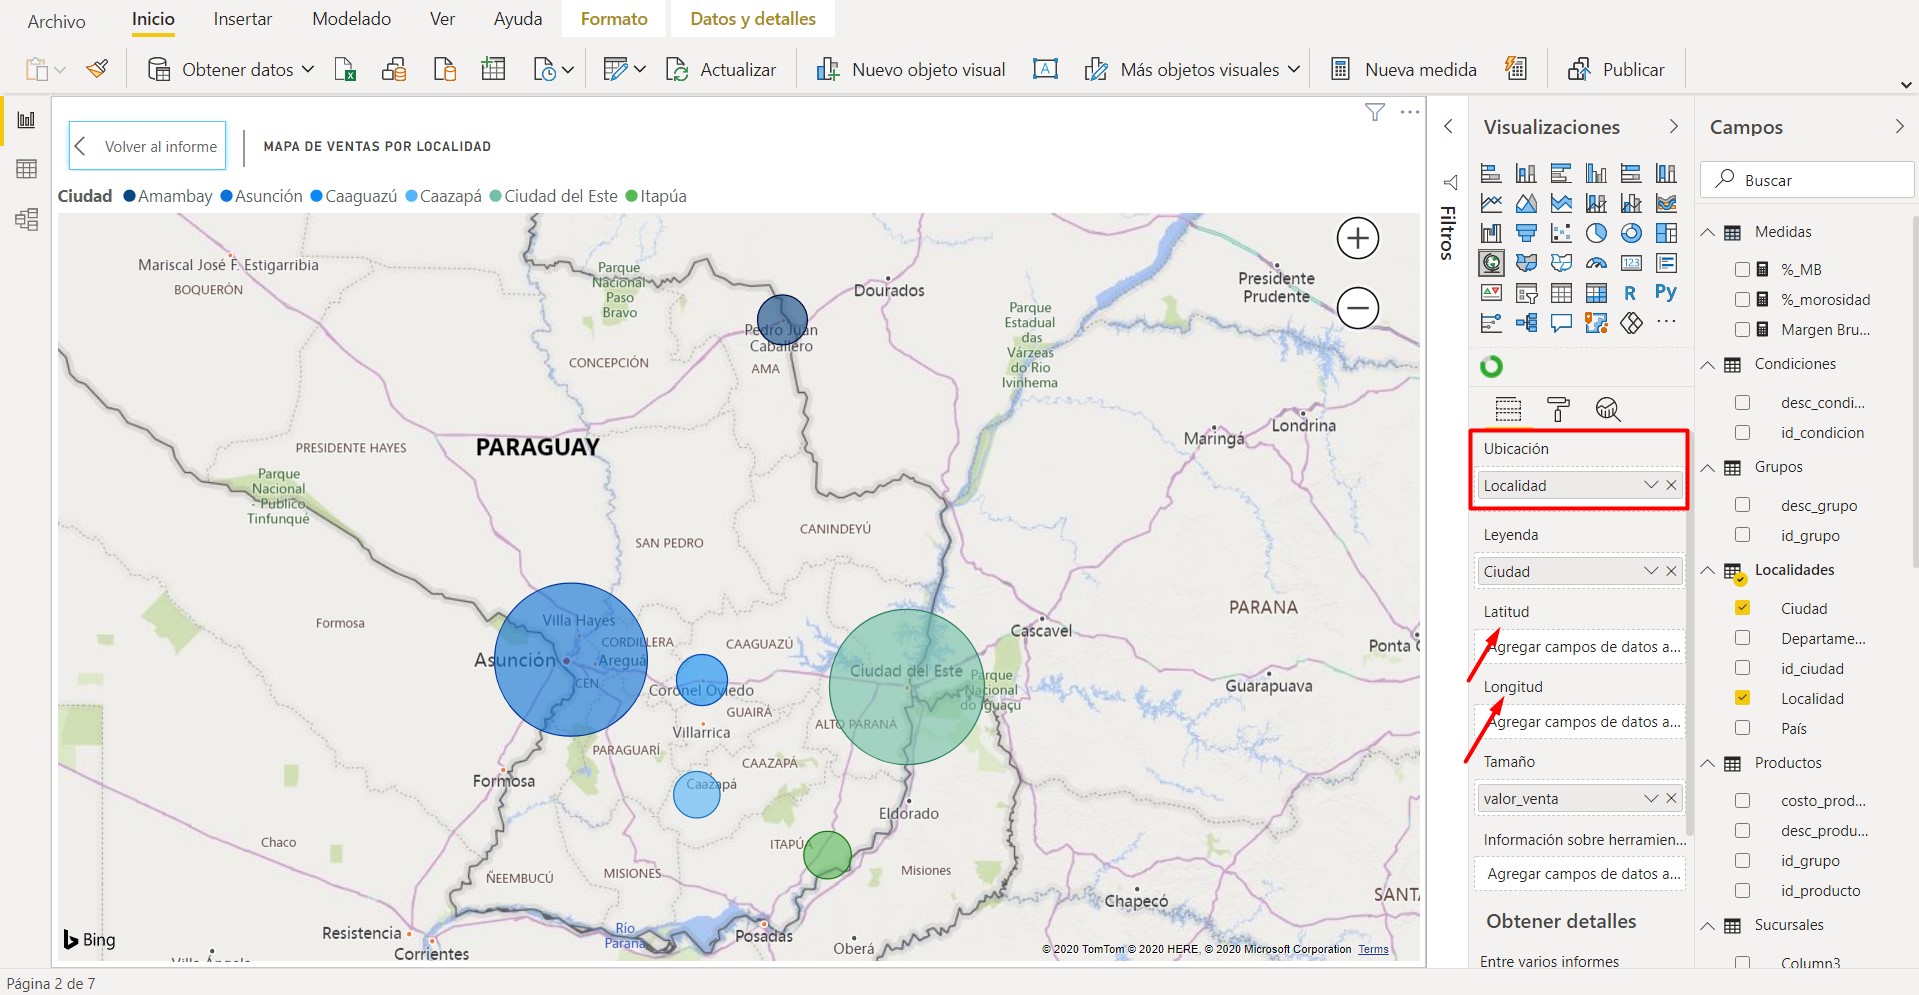 Archivo
Inicio
Insertar
Modelado
Ver
Ayuda
Formato
Datos y detalles
Obtener datos
Actualizar
Nuevo objeto visual
Más objetos visuales
Nueva medida
Publicar
Volver al informe
MAPA DE VENTAS POR LOCALIDAD
Ciudad Amambay Asunción Caaguazú Caazapá Ciudad del Este Itapúa
Mariscal José F. Estigarribia
BOQUERÓN
Parque
Nacional
Paso
Bravo
Dourados
Presidente
Prudente
Parque
Estadual
das
Várzeas
do Rio
Ivinhema
Pedro Juan
Caballero
AMA
CONCEPCIÓN
Londrina
Maringá
PRESIDENTE HAYES
PARAGUAY
Parque
Nacional
Publico
Tinfunqué
CANINDEYÚ
SAN PEDRO
PARANA
Formosa
Villa Hayes
CORDILLERA
CAAGUAZÚ
Cascavel
Ponta G
Asunción
Areguá
CEN
Coronel Oviedo
Ciudad del Este
Parque
Nacional
do Iguaçu
Guarapuava
GUAIRÁ
ALTO PARANÁ
Villarrica
PARAGUARÍ
CAAZAPÁ
Formosa
Caazapá
Eldorado
Chaco
ITAPÚA
MISIONES
Misiones
ÑEEMBUCÚ
SANTA
Chapecó
Resistencia
Río
Paraná
Posadas
Oberá
Corrientes
Villa Ángela
Bing
© 2020 TomTom © 2020 HERE, © 2020 Microsoft Corporation Terms
Filtros
Visualizaciones
123
R
Py
Ubicación
Localidad
Leyenda
Ciudad
Latitud
Agregar campos de datos a...
Longitud
Agregar campos de datos a...
Tamaño
valor_venta
Información sobre herramien...
Agregar campos de datos a...
Obtener detalles
Entre varios informes
Campos
Buscar
Medidas
%_MB
%_morosidad
Margen Bru...
Condiciones
desc_condi...
id_condicion
Grupos
desc_grupo
id_grupo
Localidades
Ciudad
Departame...
id_ciudad
Localidad
País
Productos
costo_prod...
desc_produ...
id_grupo
id_producto
Sucursales
Column3
Página 2 de 7